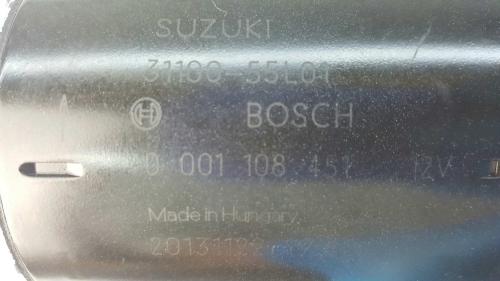 SUZUKI
31100-55L01
BOSCH
0 001 108 451 12V
Made in Hungary